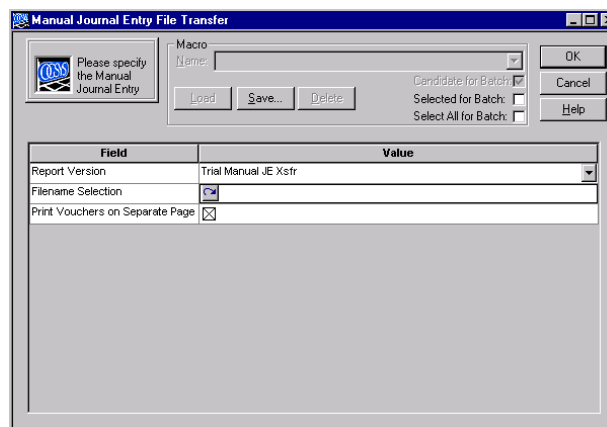 Manual Journal Entry File Transfer
Please specify
the Manual
Journal Entry
Macro
Name:
Load
Save...
Delete
Candidate for Batch:
Selected for Batch:
Select All for Batch:
OK
Cancel
Help
Field Value
Report Version Trial Manual JE Xsfr
Filename Selection
Print Vouchers on Separate Page